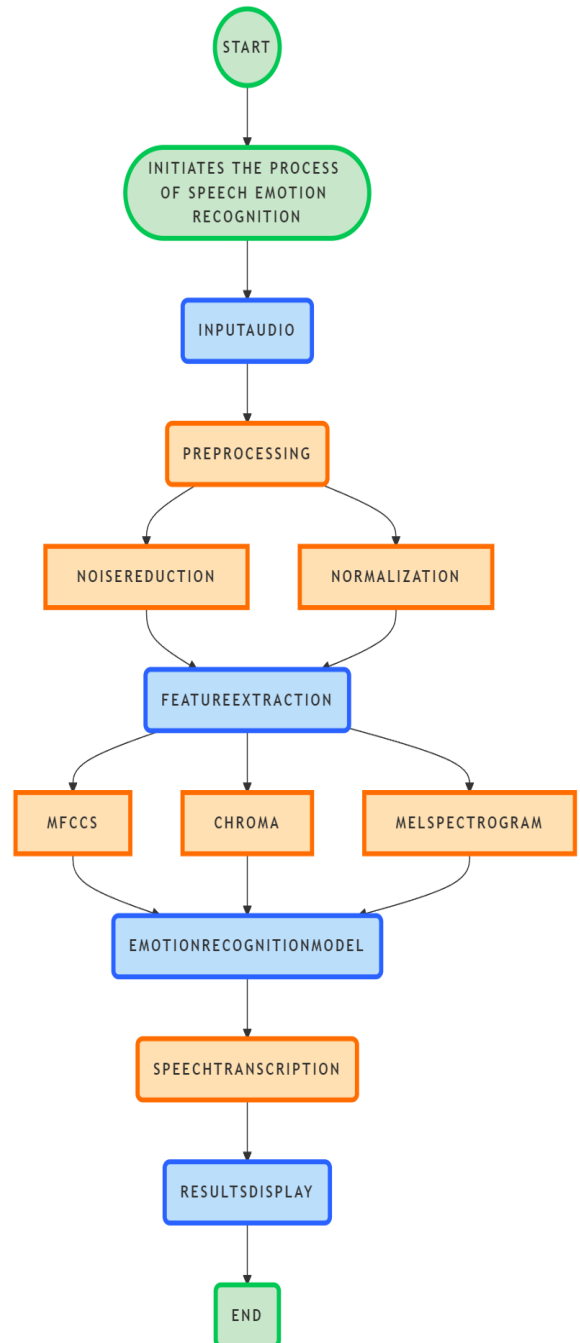 START
INITIATES THE PROCESS
OF SPEECH EMOTION
RECOGNITION
INPUTAUDIO
PREPROCESSING
NOISEREDUCTION
NORMALIZATION
FEATUREEXTRACTION
MFCCS
CHROMA
MELSPECTROGRAM
EMOTIONRECOGNITIONMODEL
SPEECHTRANSCRIPTION
RESULTSDISPLAY
END